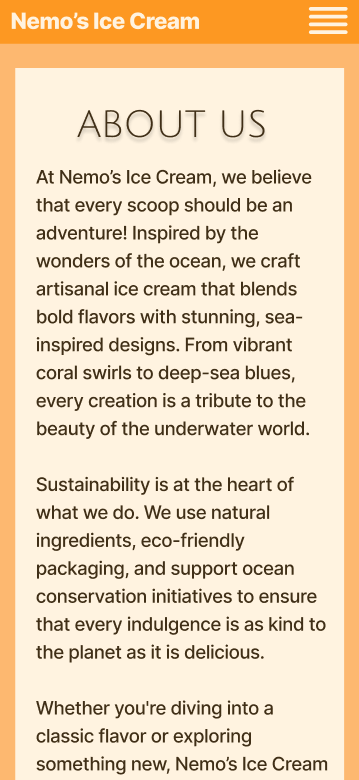 Nemo’s Ice Cream
ABOUT US
At Nemo’s Ice Cream, we believe
that every scoop should be an
adventure! Inspired by the
wonders of the ocean, we craft
artisanal ice cream that blends
bold flavors with stunning, sea-
inspired designs. From vibrant
coral swirls to deep-sea blues,
every creation is a tribute to the
beauty of the underwater world.
Sustainability is at the heart of
what we do. We use natural
ingredients, eco-friendly
packaging, and support ocean
conservation initiatives to ensure
that every indulgence is as kind to
the planet as it is delicious.
Whether you're diving into a
classic flavor or exploring
something new, Nemo’s Ice Cream